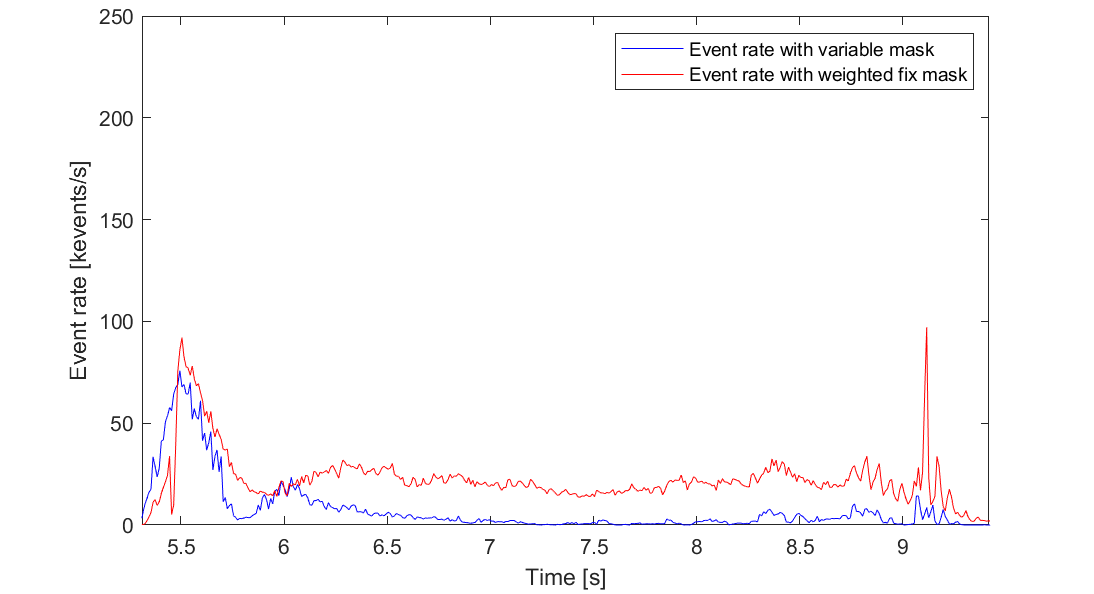 250
200
150
100
50
0
Event rate [kevents/s]
Event rate with variable mask
Event rate with weighted fix mask
5.5 6 6.5 7 7.5 8 8.5 9
Time [s]